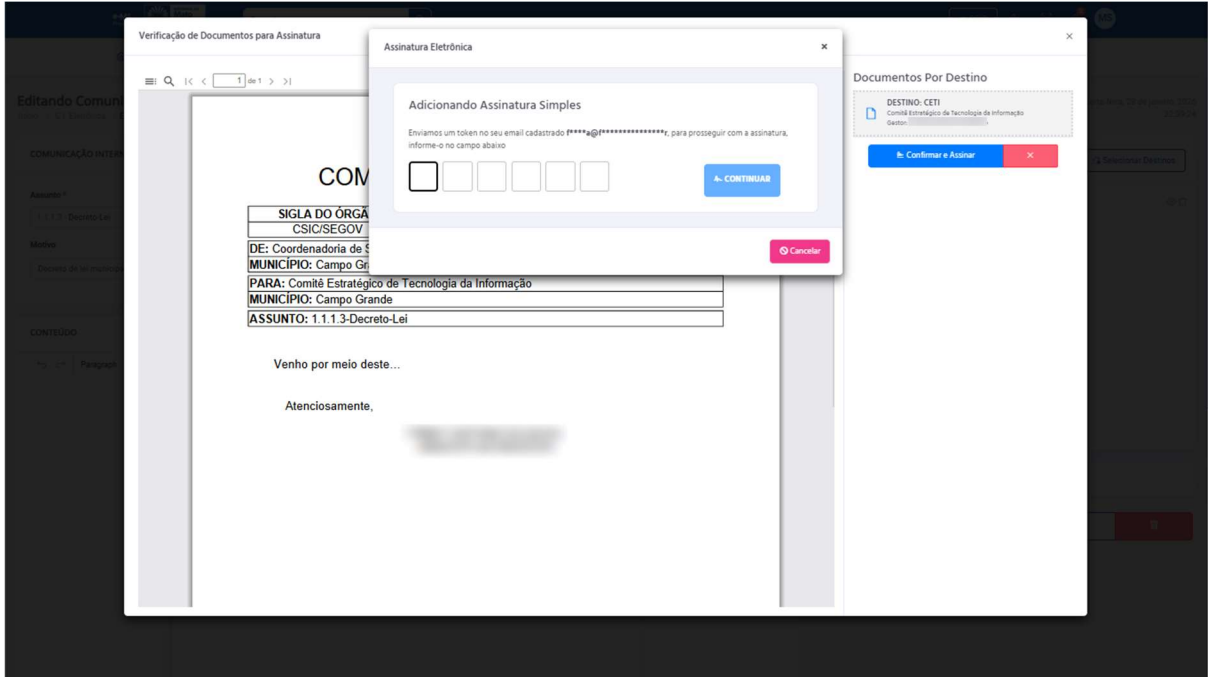 Verificação de Documentos para Assinatura
Assinatura Eletrônica
×
×
1 de 1
Adicionando Assinatura Simples
Enviamos um token no seu email cadastrado f****a@f****************r, para prosseguir com a assinatura,
informe-o no campo abaixo
CONTINUAR
Cancelar
Documentos Por Destino
DESTINO: CETI
Comitê Estratégico de Tecnologia da Informação
Gestor:
Confirmar e Assinar
×
COM
SIGLA DO ÓRGÃ
CSIC/SEGOV
DE: Coordenadoria de S
MUNICÍPIO: Campo Gr
PARA: Comitê Estratégico de Tecnologia da Informação
MUNICÍPIO: Campo Grande
ASSUNTO: 1.1.1.3-Decreto-Lei
Venho por meio deste...
Atenciosamente,
Editando Comuni
COMUNICAÇÃO INTER
Assunto *
1.1.1.3 - Decreto-Lei
Motivo
CONTEÚDO
Paragraph
Selecionar Destinos
MS